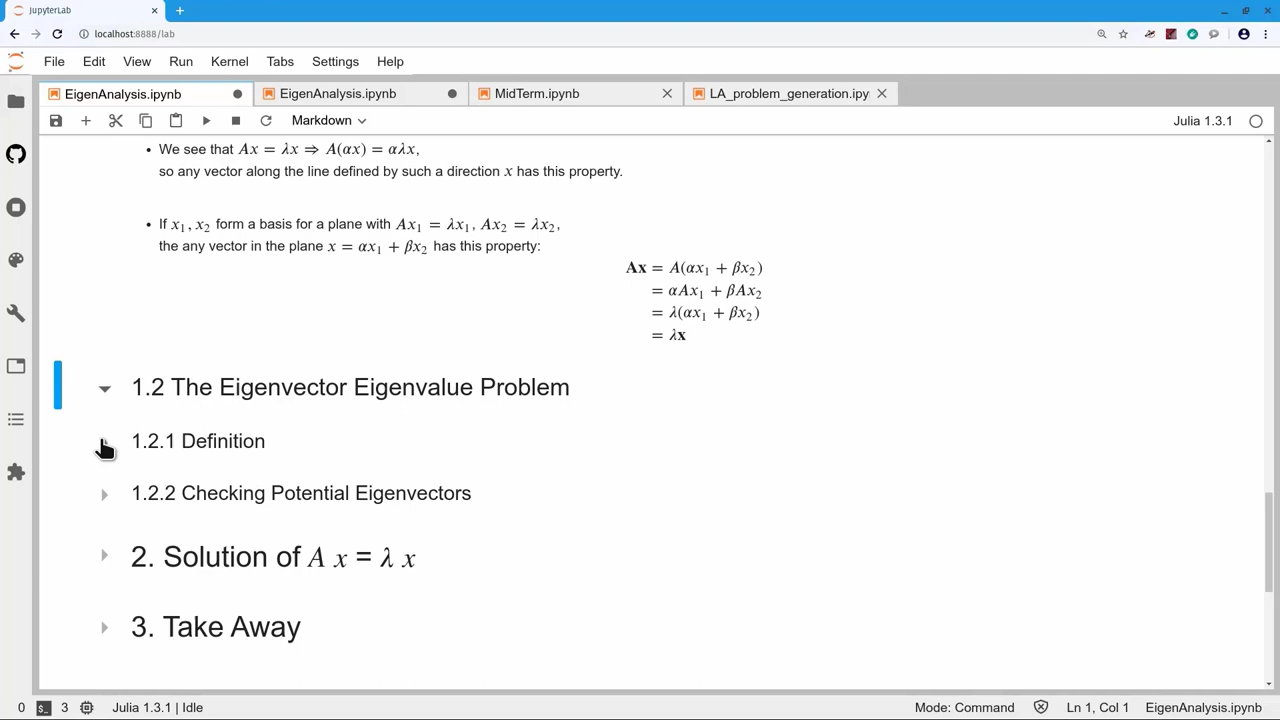 JupyterLab
localhost:8888/lab
File Edit View Run Kernel Tabs Settings Help
EigenAnalysis.ipynb EigenAnalysis.ipynb MidTerm.ipynb LA_problem_generation.ipy
Markdown Julia 1.3.1
• We see that Ax = λx ⇒ A(αx) = αλx,
so any vector along the line defined by such a direction x has this property.
• If x₁, x₂ form a basis for a plane with Ax₁ = λx₁, Ax₂ = λx₂,
the any vector in the plane x = αx₁ + βx₂ has this property:
Ax = A(αx₁ + βx₂)
= αAx₁ + βAx₂
= λ(αx₁ + βx₂)
= λx
1.2 The Eigenvector Eigenvalue Problem
1.2.1 Definition
1.2.2 Checking Potential Eigenvectors
2. Solution of A x = λ x
3. Take Away
0 3 Julia 1.3.1 | Idle Mode: Command Ln 1, Col 1 EigenAnalysis.ipynb